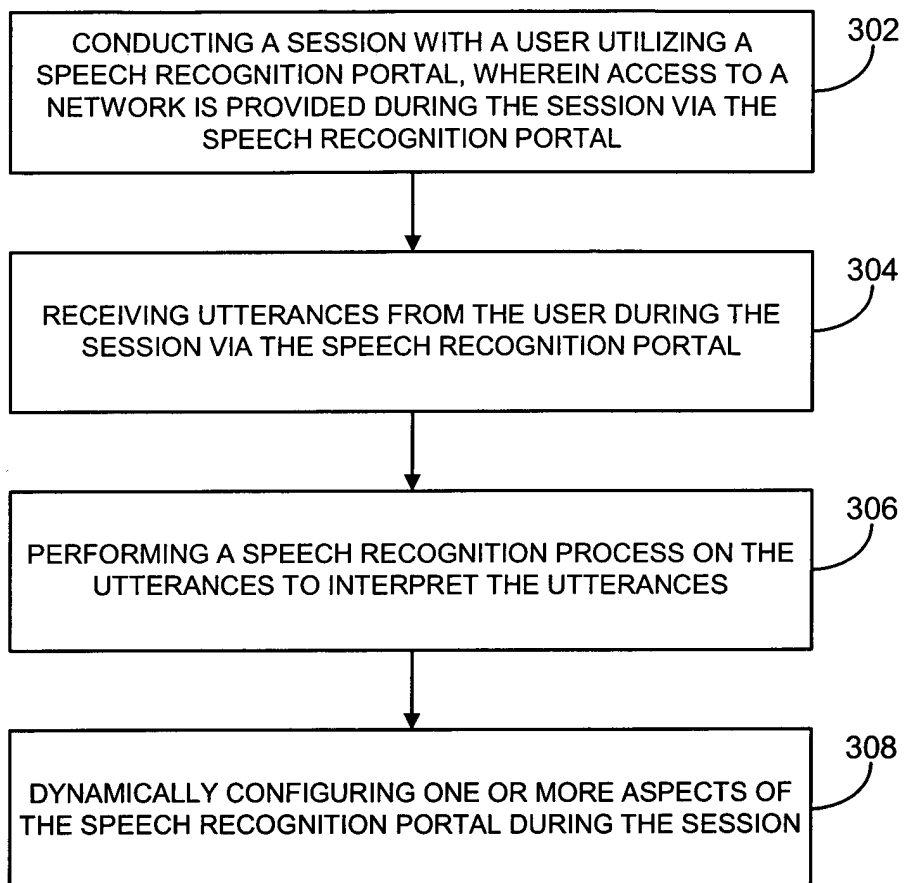 CONDUCTING A SESSION WITH A USER UTILIZING A
SPEECH RECOGNITION PORTAL, WHEREIN ACCESS TO A
NETWORK IS PROVIDED DURING THE SESSION VIA THE
SPEECH RECOGNITION PORTAL
302
RECEIVING UTTERANCES FROM THE USER DURING THE
SESSION VIA THE SPEECH RECOGNITION PORTAL
304
PERFORMING A SPEECH RECOGNITION PROCESS ON THE
UTTERANCES TO INTERPRET THE UTTERANCES
306
DYNAMICALLY CONFIGURING ONE OR MORE ASPECTS OF
THE SPEECH RECOGNITION PORTAL DURING THE SESSION
308